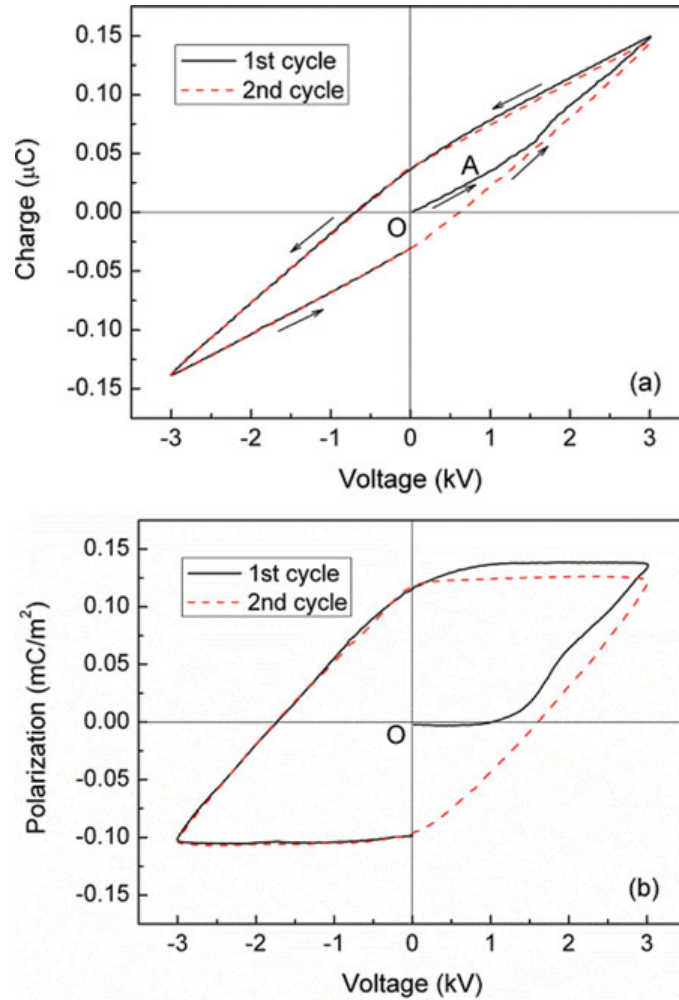 0.15
0.10
0.05
0.00
-0.05
-0.10
-0.15
Charge (μC)
1st cycle
2nd cycle
A
O
(a)
-3 -2 -1 0 1 2 3
Voltage (kV)
0.15
0.10
0.05
0.00
-0.05
-0.10
-0.15
Polarization (mC/m²)
1st cycle
2nd cycle
O
(b)
-3 -2 -1 0 1 2 3
Voltage (kV)